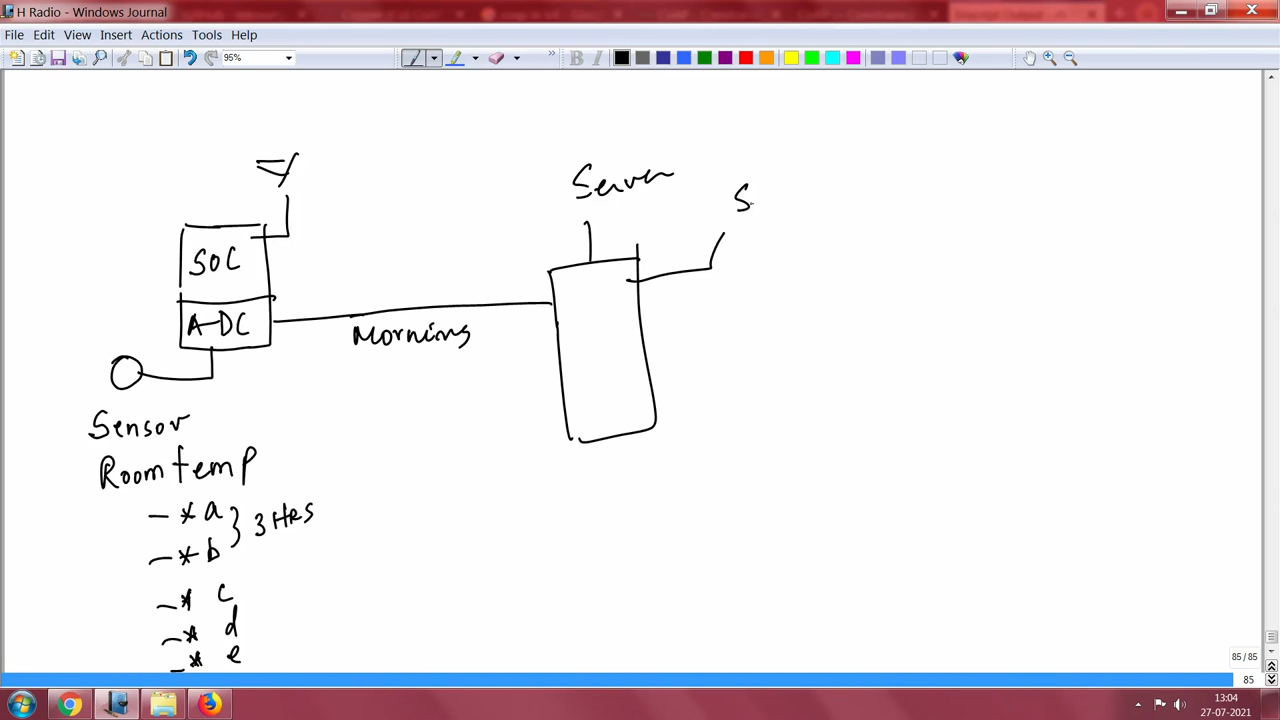 H Radio - Windows Journal
File Edit View Insert Actions Tools Help
95%
B I
Server
S
SOC
A-DC
Morning
Sensor
Room temp
- * a
} 3 Hrs
- * b
- * c
- * d
- * e
85 / 85
85
13:04
27-07-2021